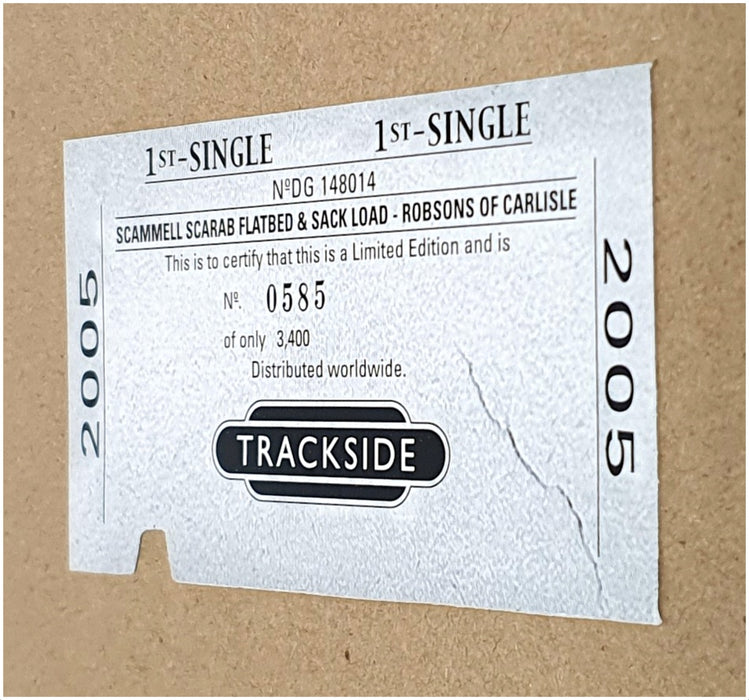 1ST-SINGLE 1ST-SINGLE
NºDG 148014
SCAMMELL SCARAB FLATBED & SACK LOAD - ROBSONS OF CARLISLE
This is to certify that this is a Limited Edition and is
Nº. 0585
of only 3,400
Distributed worldwide.
TRACKSIDE
2005
2005